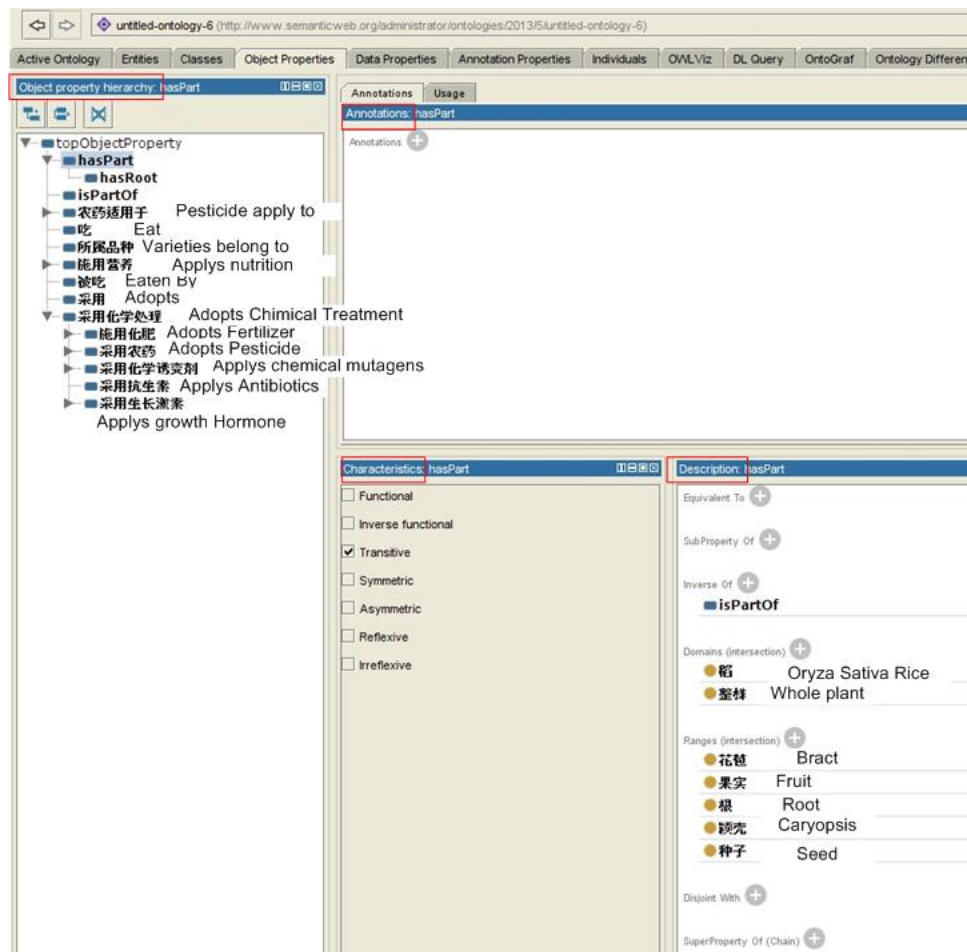 untitled-ontology-6 (http://www.semanticweb.org/administrator/ontologies/2013/5/untitled-ontology-6)
Active Ontology Entities Classes Object Properties Data Properties Annotation Properties Individuals OWLViz DL Query OntoGraf Ontology Differen
Object property hierarchy: hasPart
topObjectProperty
hasPart
hasRoot
isPartOf
农药适用于 Pesticide apply to
吃 Eat
所属品种 Varieties belong to
施用营养 Applys nutrition
被吃 Eaten By
采用 Adopts
采用化学处理 Adopts Chimical Treatment
施用化肥 Adopts Fertilizer
采用农药 Adopts Pesticide
采用化学诱变剂 Applys chemical mutagens
采用抗生素 Applys Antibiotics
采用生长激素
Applys growth Hormone
Annotations Usage
Annotations: hasPart
Annotations
Characteristics: hasPart
Functional
Inverse functional
Transitive
Symmetric
Asymmetric
Reflexive
Irreflexive
Description: hasPart
Equivalent To
SubProperty Of
Inverse Of
isPartOf
Domains (intersection)
稻 Oryza Sativa Rice
整样 Whole plant
Ranges (intersection)
花苞 Bract
果实 Fruit
根 Root
颖壳 Caryopsis
种子 Seed
Disjoint With
SuperProperty Of (Chain)